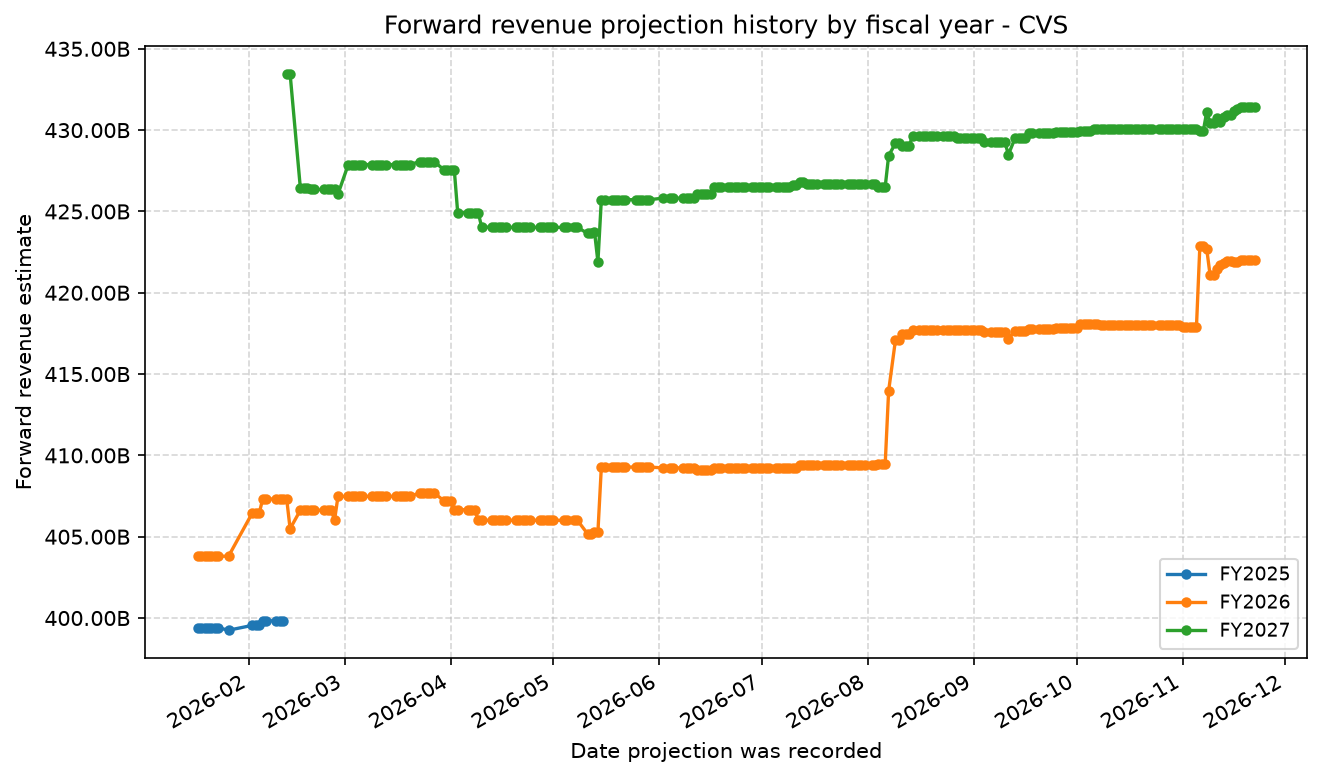 Forward revenue projection history by fiscal year - CVS
Forward revenue estimate
435.00B
430.00B
425.00B
420.00B
415.00B
410.00B
405.00B
400.00B
FY2025
FY2026
FY2027
2026-02
2026-03
2026-04
2026-05
2026-06
2026-07
2026-08
2026-09
2026-10
2026-11
2026-12
Date projection was recorded